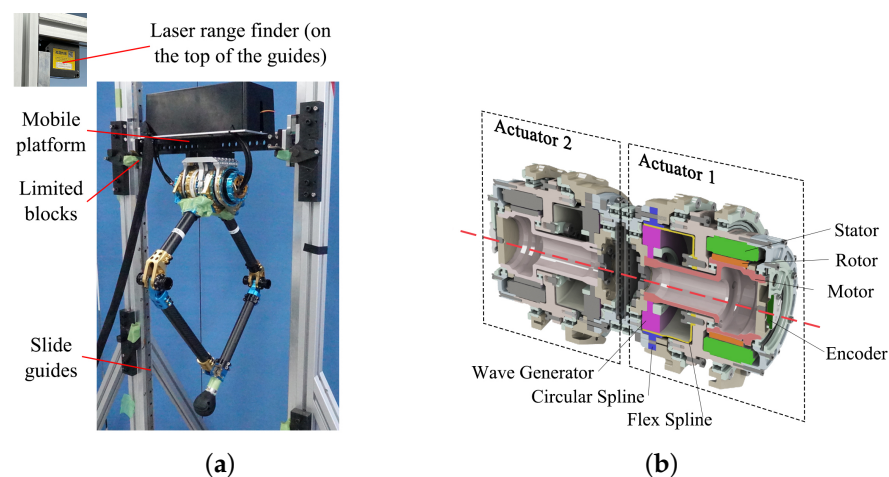 Laser range finder (on
the top of the guides)
Mobile
platform
Limited
blocks
Slide
guides
(a)
Actuator 2
Actuator 1
Stator
Rotor
Motor
Encoder
Wave Generator
Circular Spline
Flex Spline
(b)